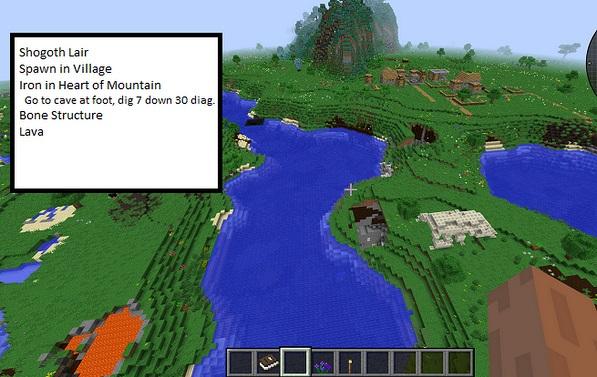 Shogoth Lair
Spawn in Village
Iron in Heart of Mountain
Go to cave at foot, dig 7 down 30 diag.
Bone Structure
Lava